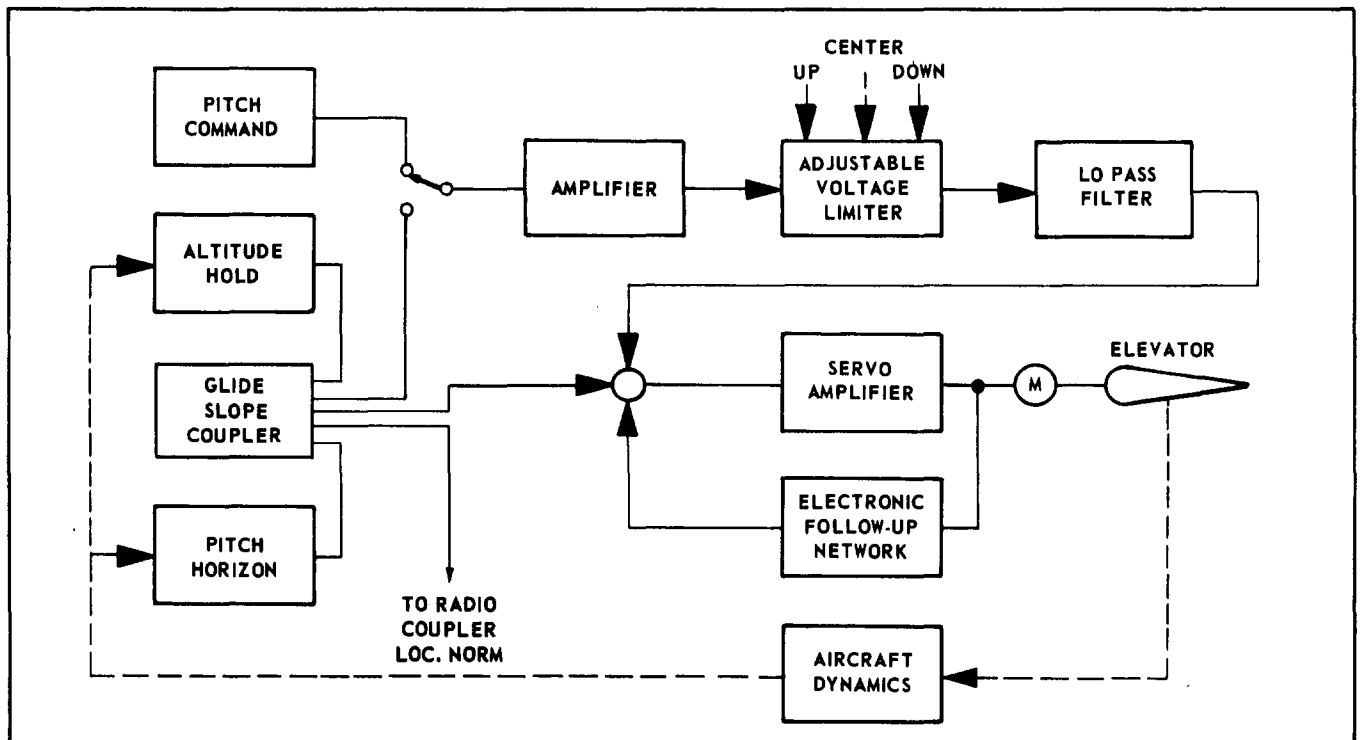 PITCH
COMMAND
ALTITUDE
HOLD
GLIDE
SLOPE
COUPLER
PITCH
HORIZON
TO RADIO
COUPLER
LOC. NORM
AMPLIFIER
CENTER
UP
DOWN
ADJUSTABLE
VOLTAGE
LIMITER
LO PASS
FILTER
SERVO
AMPLIFIER
M
ELEVATOR
ELECTRONIC
FOLLOW-UP
NETWORK
AIRCRAFT
DYNAMICS